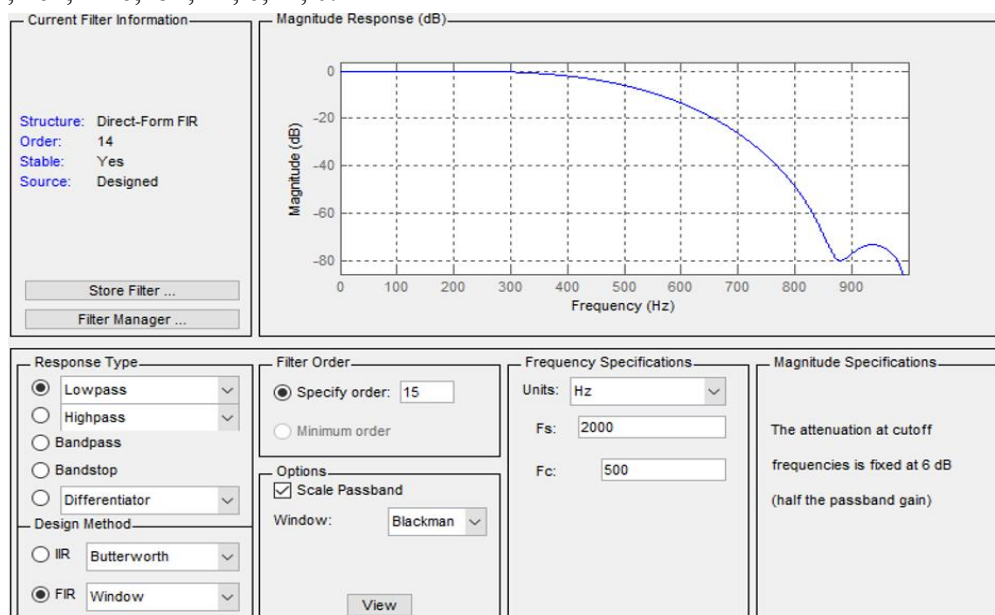 Current Filter Information
Structure: Direct-Form FIR
Order: 14
Stable: Yes
Source: Designed
Store Filter ...
Filter Manager ...
Magnitude Response (dB)
0
-20
-40
-60
-80
Magnitude (dB)
0 100 200 300 400 500 600 700 800 900
Frequency (Hz)
Response Type
Lowpass
Highpass
Bandpass
Bandstop
Differentiator
Design Method
IIR Butterworth
FIR Window
Filter Order
Specify order: 15
Minimum order
Options
Scale Passband
Window: Blackman
View
Frequency Specifications
Units: Hz
Fs: 2000
Fc: 500
Magnitude Specifications
The attenuation at cutoff
frequencies is fixed at 6 dB
(half the passband gain)